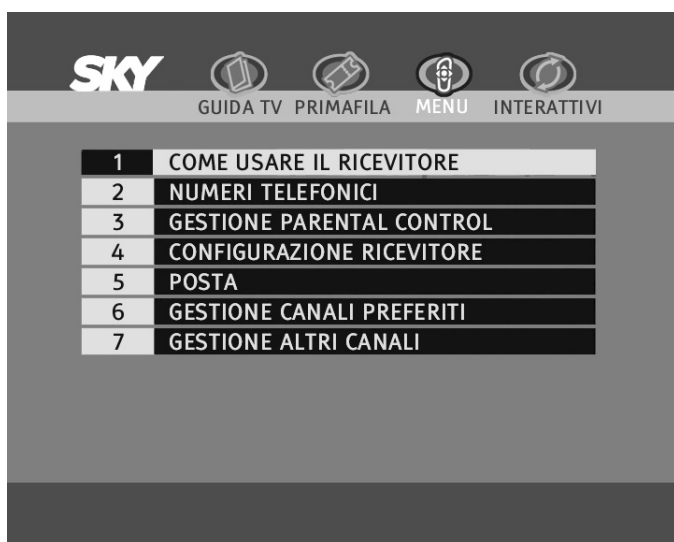 SKY
GUIDA TV PRIMAFILA MENU INTERATTIVI
1 COME USARE IL RICEVITORE
2 NUMERI TELEFONICI
3 GESTIONE PARENTAL CONTROL
4 CONFIGURAZIONE RICEVITORE
5 POSTA
6 GESTIONE CANALI PREFERITI
7 GESTIONE ALTRI CANALI